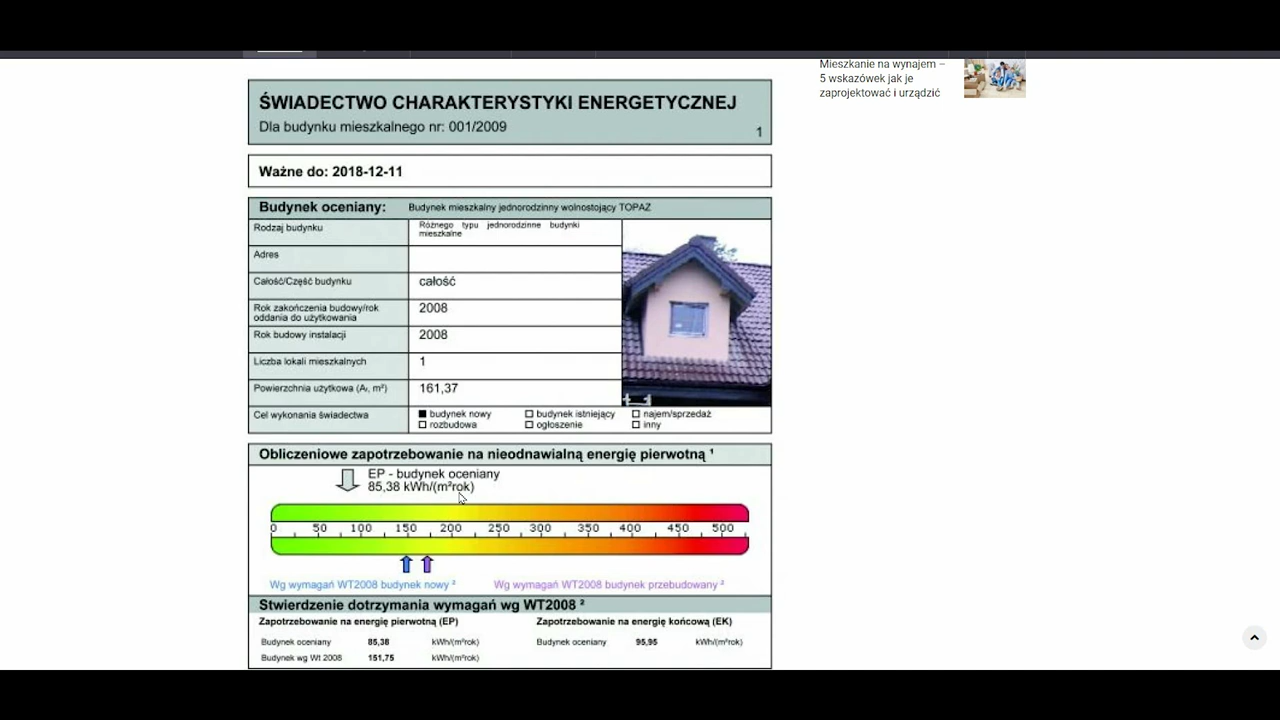 Mieszkanie na wynajem –
5 wskazówek jak je
zaprojektować i urządzić
ŚWIADECTWO CHARAKTERYSTYKI ENERGETYCZNEJ
Dla budynku mieszkalnego nr: 001/2009
1
Ważne do: 2018-12-11
Budynek oceniany: Budynek mieszkalny jednorodzinny wolnostojący TOPAZ
Rodzaj budynku
Różnego typu jednorodzinne budynki
mieszkalne
Adres
Całość/Część budynku
całość
Rok zakończenia budowy/rok
oddania do użytkowania
2008
Rok budowy instalacji
2008
Liczba lokali mieszkalnych
1
Powierzchnia użytkowa (Aᵣ, m²)
161,37
Cel wykonania świadectwa
budynek nowy budynek istniejący najem/sprzedaż
rozbudowa ogłoszenie inny
Obliczeniowe zapotrzebowanie na nieodnawialną energię pierwotną ¹
EP - budynek oceniany
85,38 kWh/(m²rok)
0 50 100 150 200 250 300 350 400 450 500
Wg wymagań WT2008 budynek nowy ² Wg wymagań WT2008 budynek przebudowany ²
Stwierdzenie dotrzymania wymagań wg WT2008 ²
Zapotrzebowanie na energię pierwotną (EP) Zapotrzebowanie na energię końcową (EK)
Budynek oceniany 85,38 kWh/(m²rok) Budynek oceniany 95,95 kWh/(m²rok)
Budynek wg Wt 2008 151,75 kWh/(m²rok)